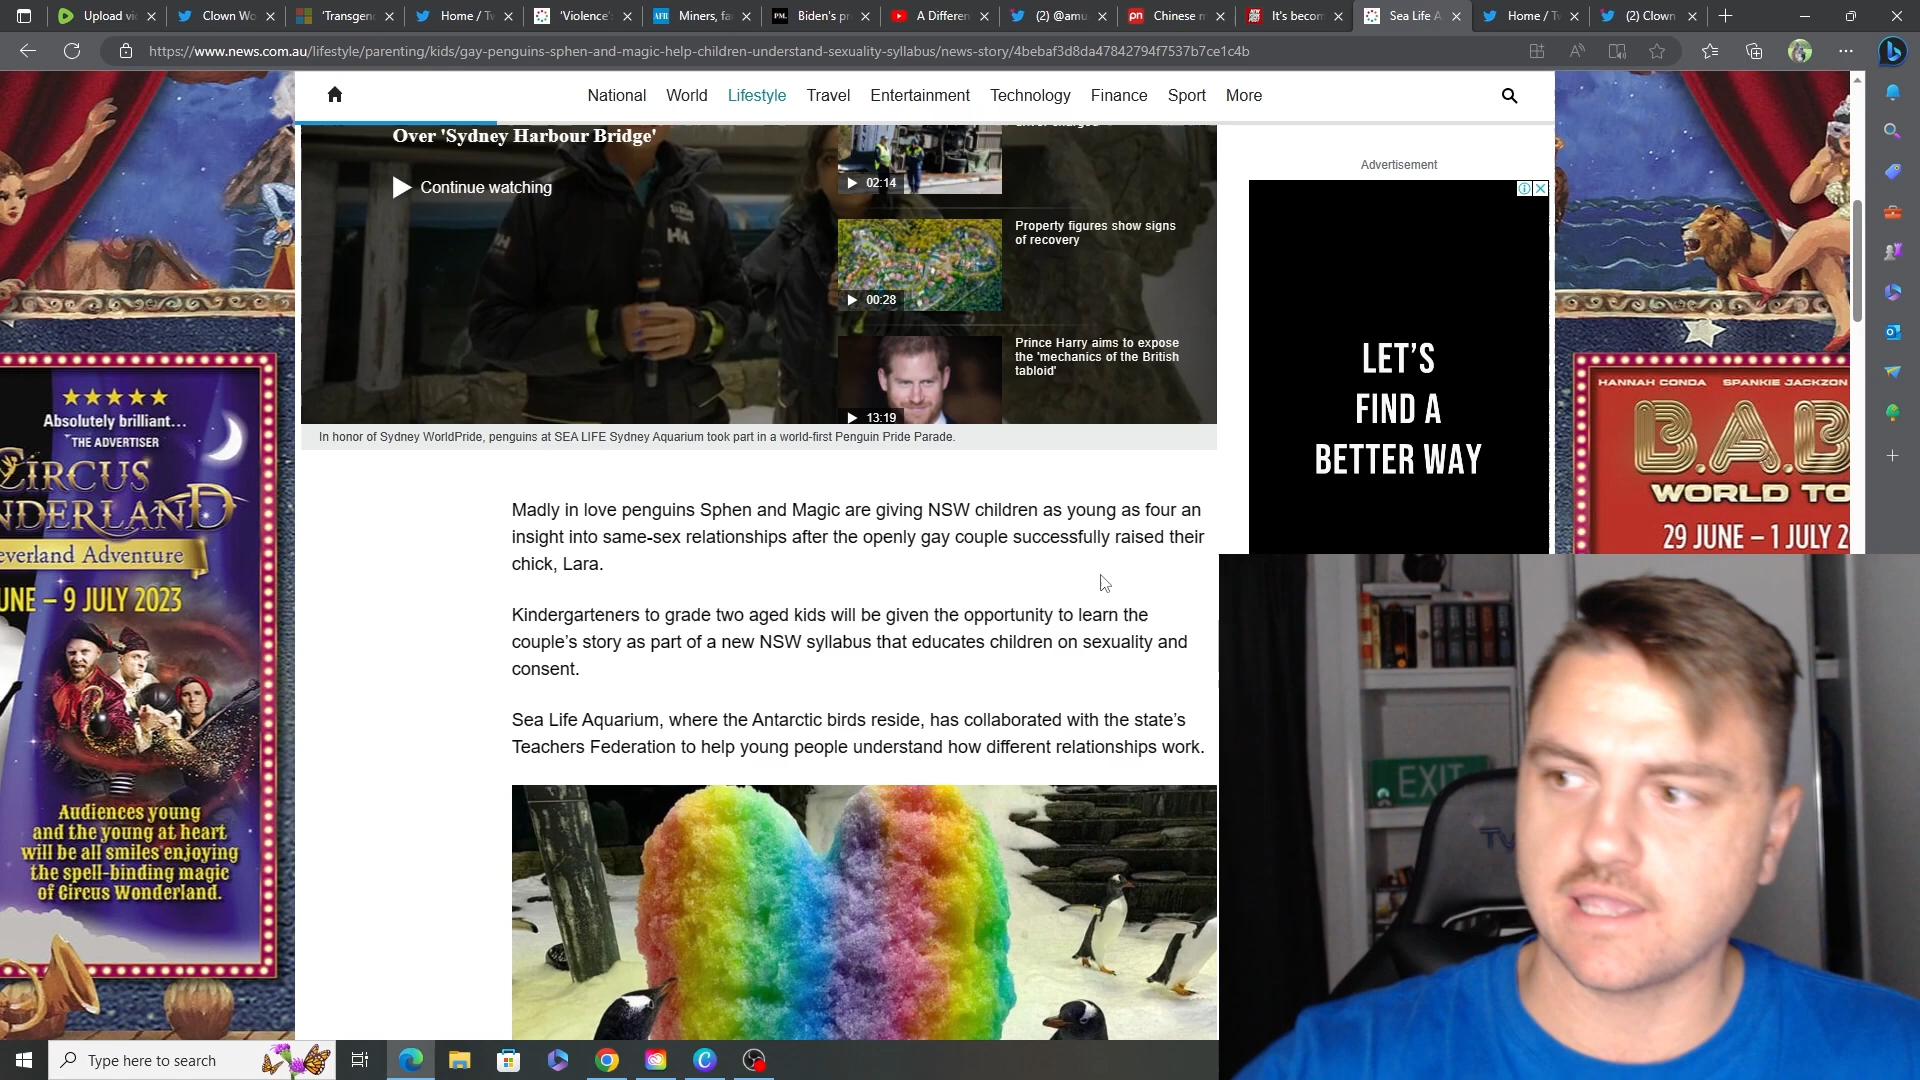 Upload vi
Clown Wo
'Transgen
Home / Tw
'Violence'
Miners, fa
Biden's pr
A Differen
(2) @amu
Chinese m
It's becom
Sea Life A
Home / Tw
(2) Clown
https://www.news.com.au/lifestyle/parenting/kids/gay-penguins-sphen-and-magic-help-children-understand-sexuality-syllabus/news-story/4bebaf3d8da47842794f7537b7ce1c4b
National World Lifestyle Travel Entertainment Technology Finance Sport More
Over 'Sydney Harbour Bridge'
Continue watching
02:14
Property figures show signs
of recovery
00:28
Prince Harry aims to expose
the 'mechanics of the British
tabloid'
13:19
In honor of Sydney WorldPride, penguins at SEA LIFE Sydney Aquarium took part in a world-first Penguin Pride Parade.
Madly in love penguins Sphen and Magic are giving NSW children as young as four an
insight into same-sex relationships after the openly gay couple successfully raised their
chick, Lara.
Kindergarteners to grade two aged kids will be given the opportunity to learn the
couple's story as part of a new NSW syllabus that educates children on sexuality and
consent.
Sea Life Aquarium, where the Antarctic birds reside, has collaborated with the state's
Teachers Federation to help young people understand how different relationships work.
Advertisement
LET'S
FIND A
BETTER WAY
Absolutely brilliant...
THE ADVERTISER
CIRCUS
NDERLAND
everland Adventure
UNE – 9 JULY 2023
Audiences young
and the young at heart
will be all smiles enjoying
the spell-binding magic
of Circus Wonderland.
HANNAH CONDA SPANKIE JACKZON
B.A.B
WORLD TO
29 JUNE – 1 JULY 2
EXIT
Type here to search